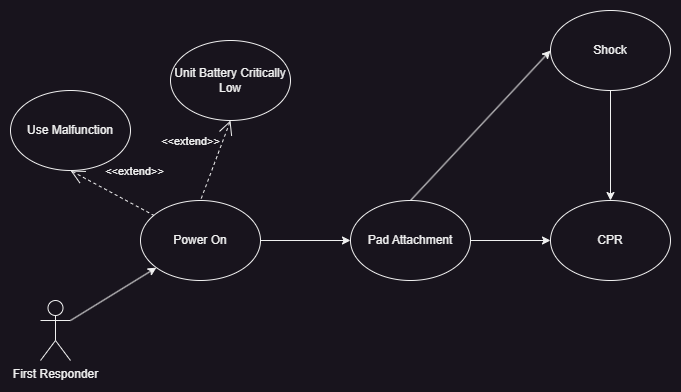 Shock
Unit Battery Critically
Low
Use Malfunction
<<extend>>
<<extend>>
Power On
Pad Attachment
CPR
First Responder